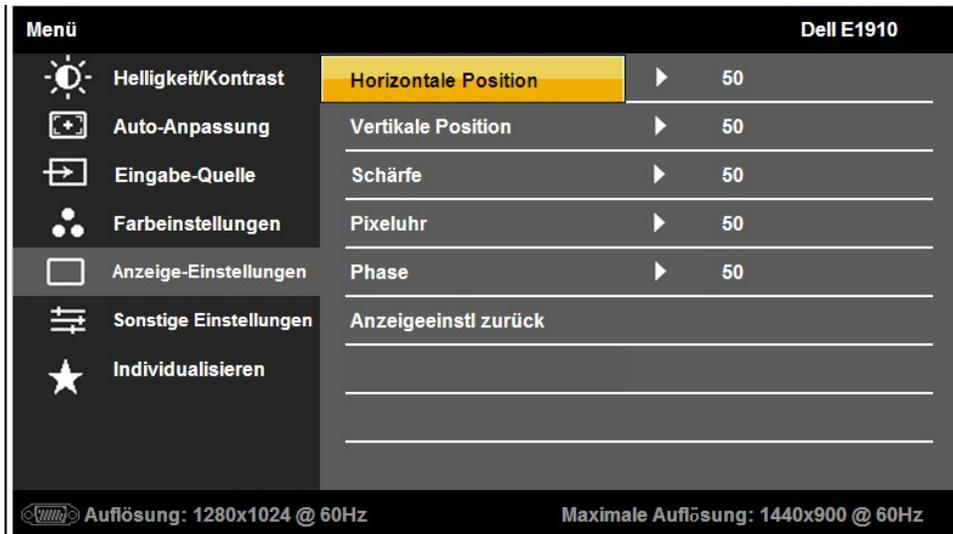 Menü Dell E1910
Helligkeit/Kontrast Horizontale Position 50
Auto-Anpassung Vertikale Position 50
Eingabe-Quelle Schärfe 50
Farbeinstellungen Pixeluhr 50
Anzeige-Einstellungen Phase 50
Sonstige Einstellungen Anzeigeeinstl zurück
Individualisieren
Auflösung: 1280x1024 @ 60Hz Maximale Auflösung: 1440x900 @ 60Hz